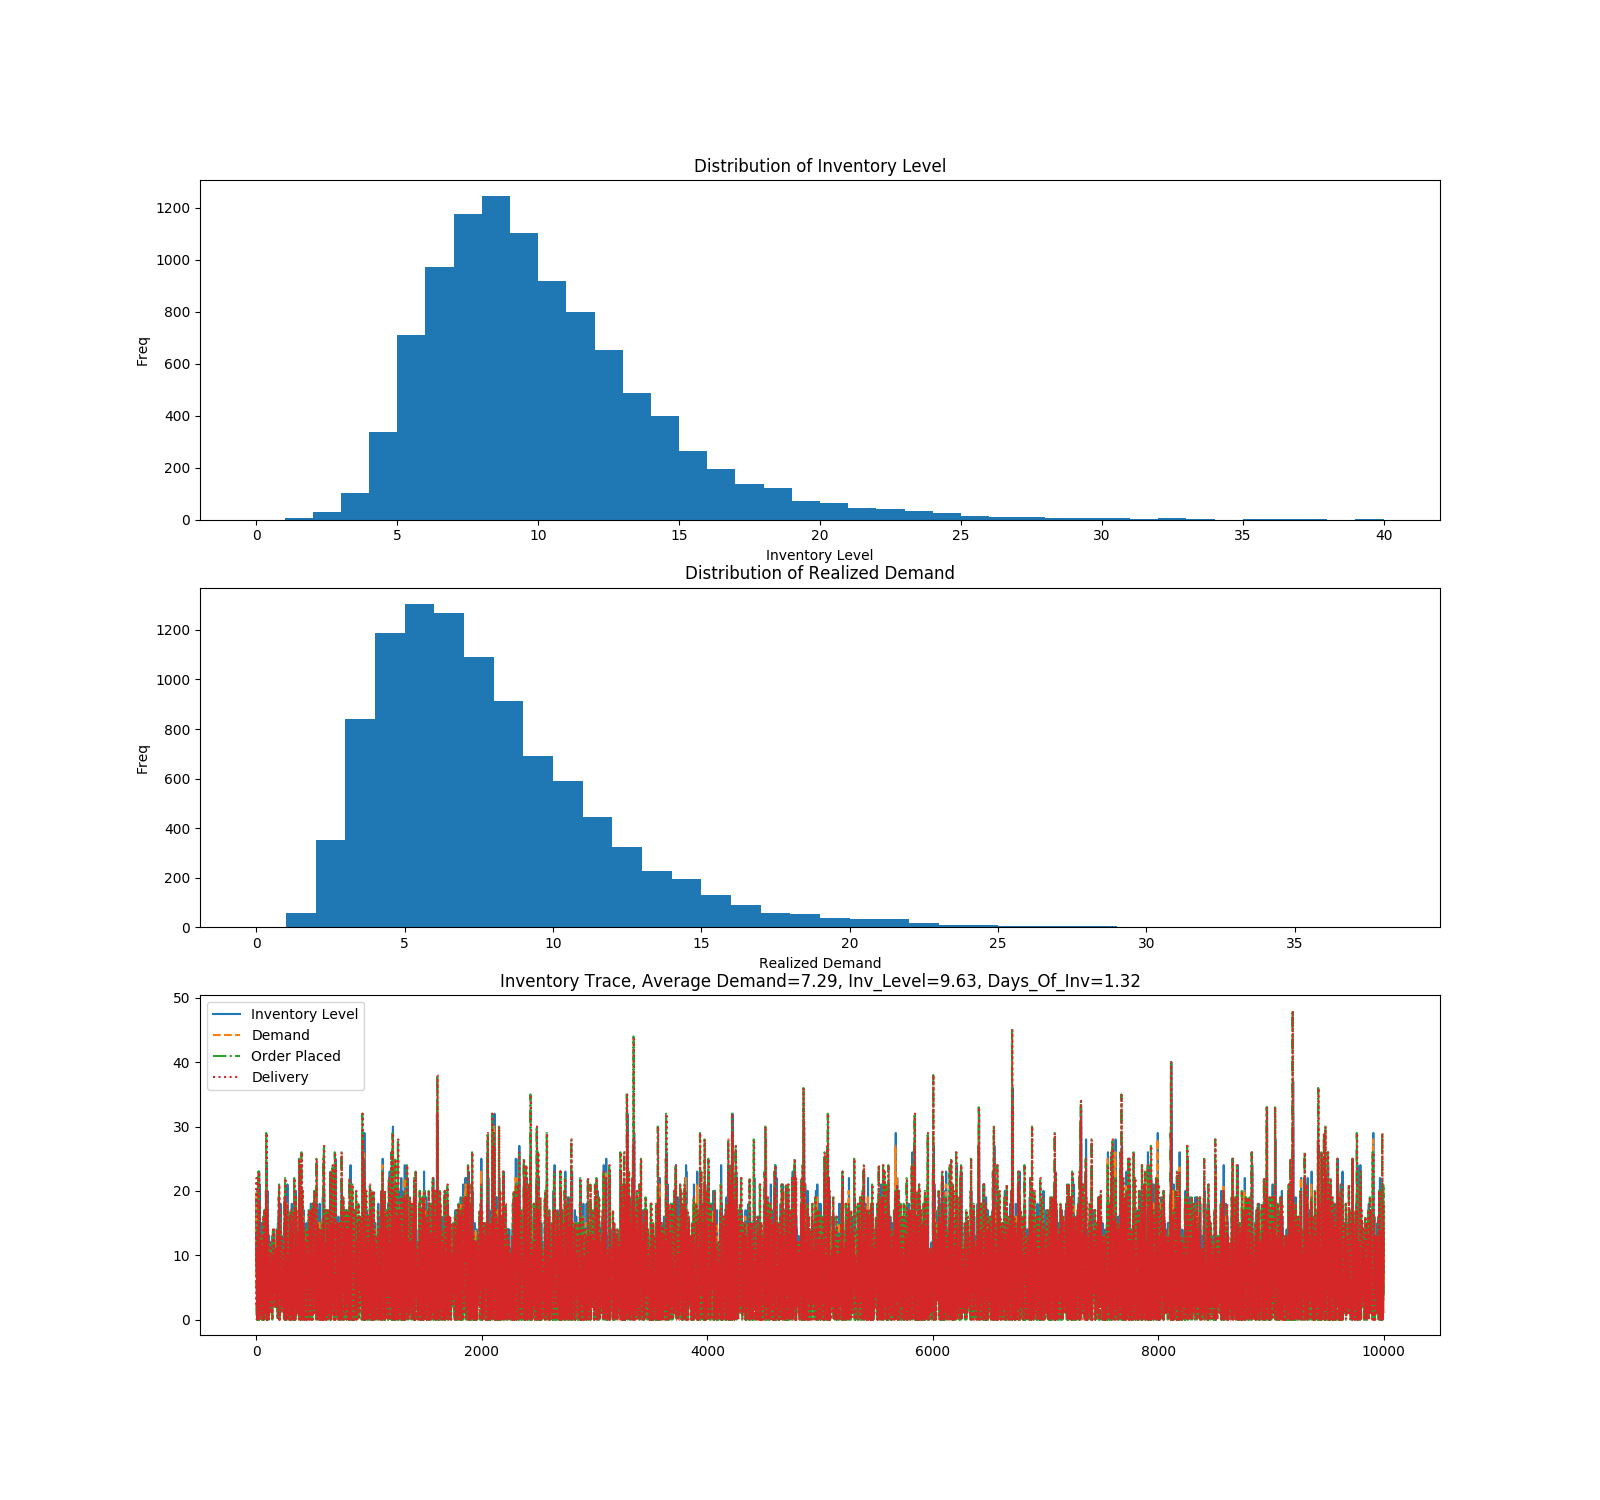 Distribution of Inventory Level
1200
1000
800
600
400
200
0
Freq
0 5 10 15 20 25 30 35 40
Inventory Level
Distribution of Realized Demand
1200
1000
800
600
400
200
0
Freq
0 5 10 15 20 25 30 35
Realized Demand
Inventory Trace, Average Demand=7.29, Inv_Level=9.63, Days_Of_Inv=1.32
50
40
30
20
10
0
Inventory Level
Demand
Order Placed
Delivery
0 2000 4000 6000 8000 10000